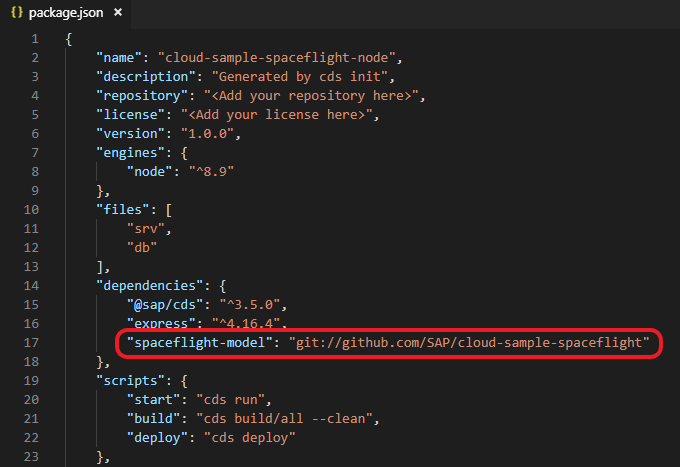 {} package.json ×
1 {
2 "name": "cloud-sample-spaceflight-node",
3 "description": "Generated by cds init",
4 "repository": "<Add your repository here>",
5 "license": "<Add your license here>",
6 "version": "1.0.0",
7 "engines": {
8 "node": "^8.9"
9 },
10 "files": [
11 "srv",
12 "db"
13 ],
14 "dependencies": {
15 "@sap/cds": "^3.5.0",
16 "express": "^4.16.4",
17 "spaceflight-model": "git://github.com/SAP/cloud-sample-spaceflight"
18 },
19 "scripts": {
20 "start": "cds run",
21 "build": "cds build/all --clean",
22 "deploy": "cds deploy"
23 },